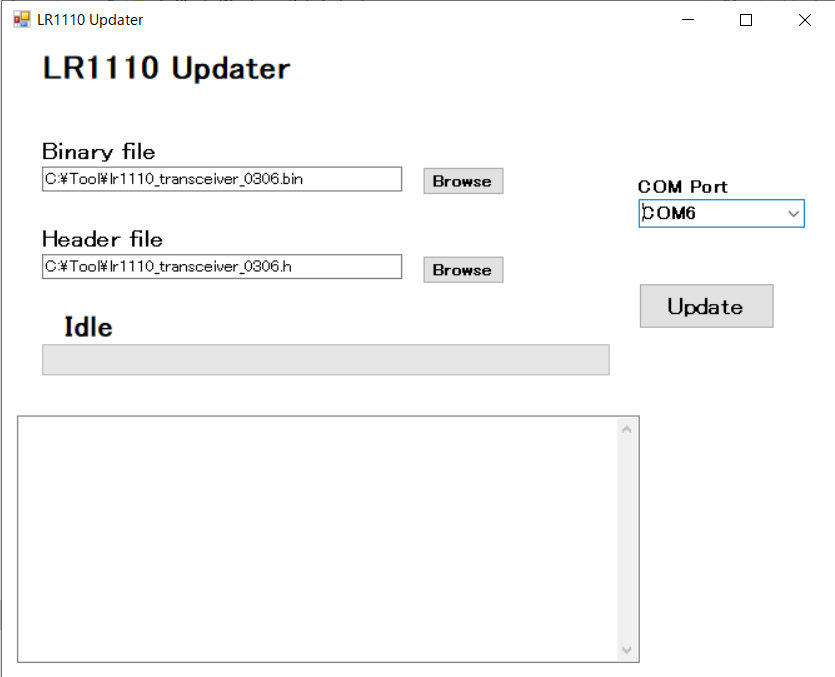 LR1110 Updater
LR1110 Updater
Binary file
C:¥Tool¥lr1110_transceiver_0306.bin
Browse
COM Port
COM6
Header file
C:¥Tool¥lr1110_transceiver_0306.h
Browse
Update
Idle